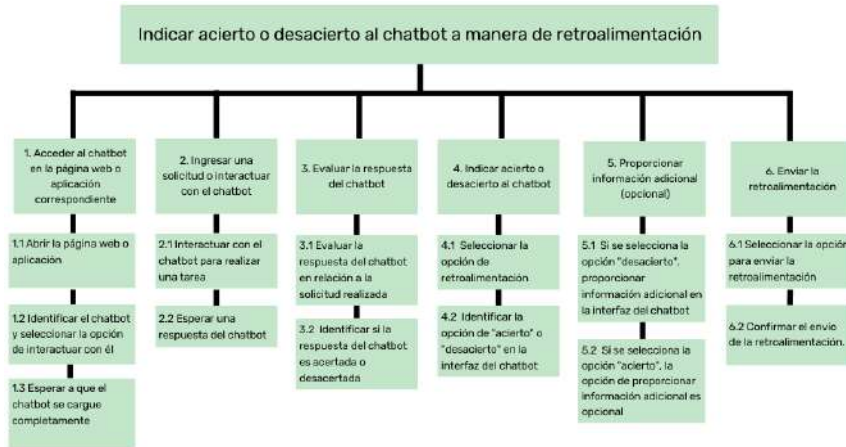 Indicar acierto o desacierto al chatbot a manera de retroalimentación
1. Acceder al chatbot
en la página web o
aplicación
correspondiente
1.1 Abrir la página web o
aplicación
1.2 Identificar el chatbot
y seleccionar la opción
de interactuar con él
1.3 Esperar a que el
chatbot se cargue
completamente
2. Ingresar una
solicitud o interactuar
con el chatbot
2.1 Interactuar con el
chatbot para realizar
una tarea
2.2 Esperar una
respuesta del chatbot
3. Evaluar la respuesta
del chatbot
3.1 Evaluar la
respuesta del chatbot
en relación a la
solicitud realizada
3.2 Identificar si la
respuesta del chatbot
es acertada o
desacertada
4. Indicar acierto o
desacierto al chatbot
4.1 Seleccionar la
opción de
retroalimentación
4.2 Identificar la
opción de "acierto" o
"desacierto" en la
interfaz del chatbot
5. Proporcionar
información adicional
(opcional)
5.1 Si se selecciona la
opción "desacierto",
proporcionar
información adicional en
la interfaz del chatbot
5.2 Si se selecciona la
opción "acierto", la
opción de proporcionar
información adicional es
opcional
6. Enviar la
retroalimentación
6.1 Seleccionar la opción
para enviar la
retroalimentación
6.2 Confirmar el envio
de la retroalimentación.